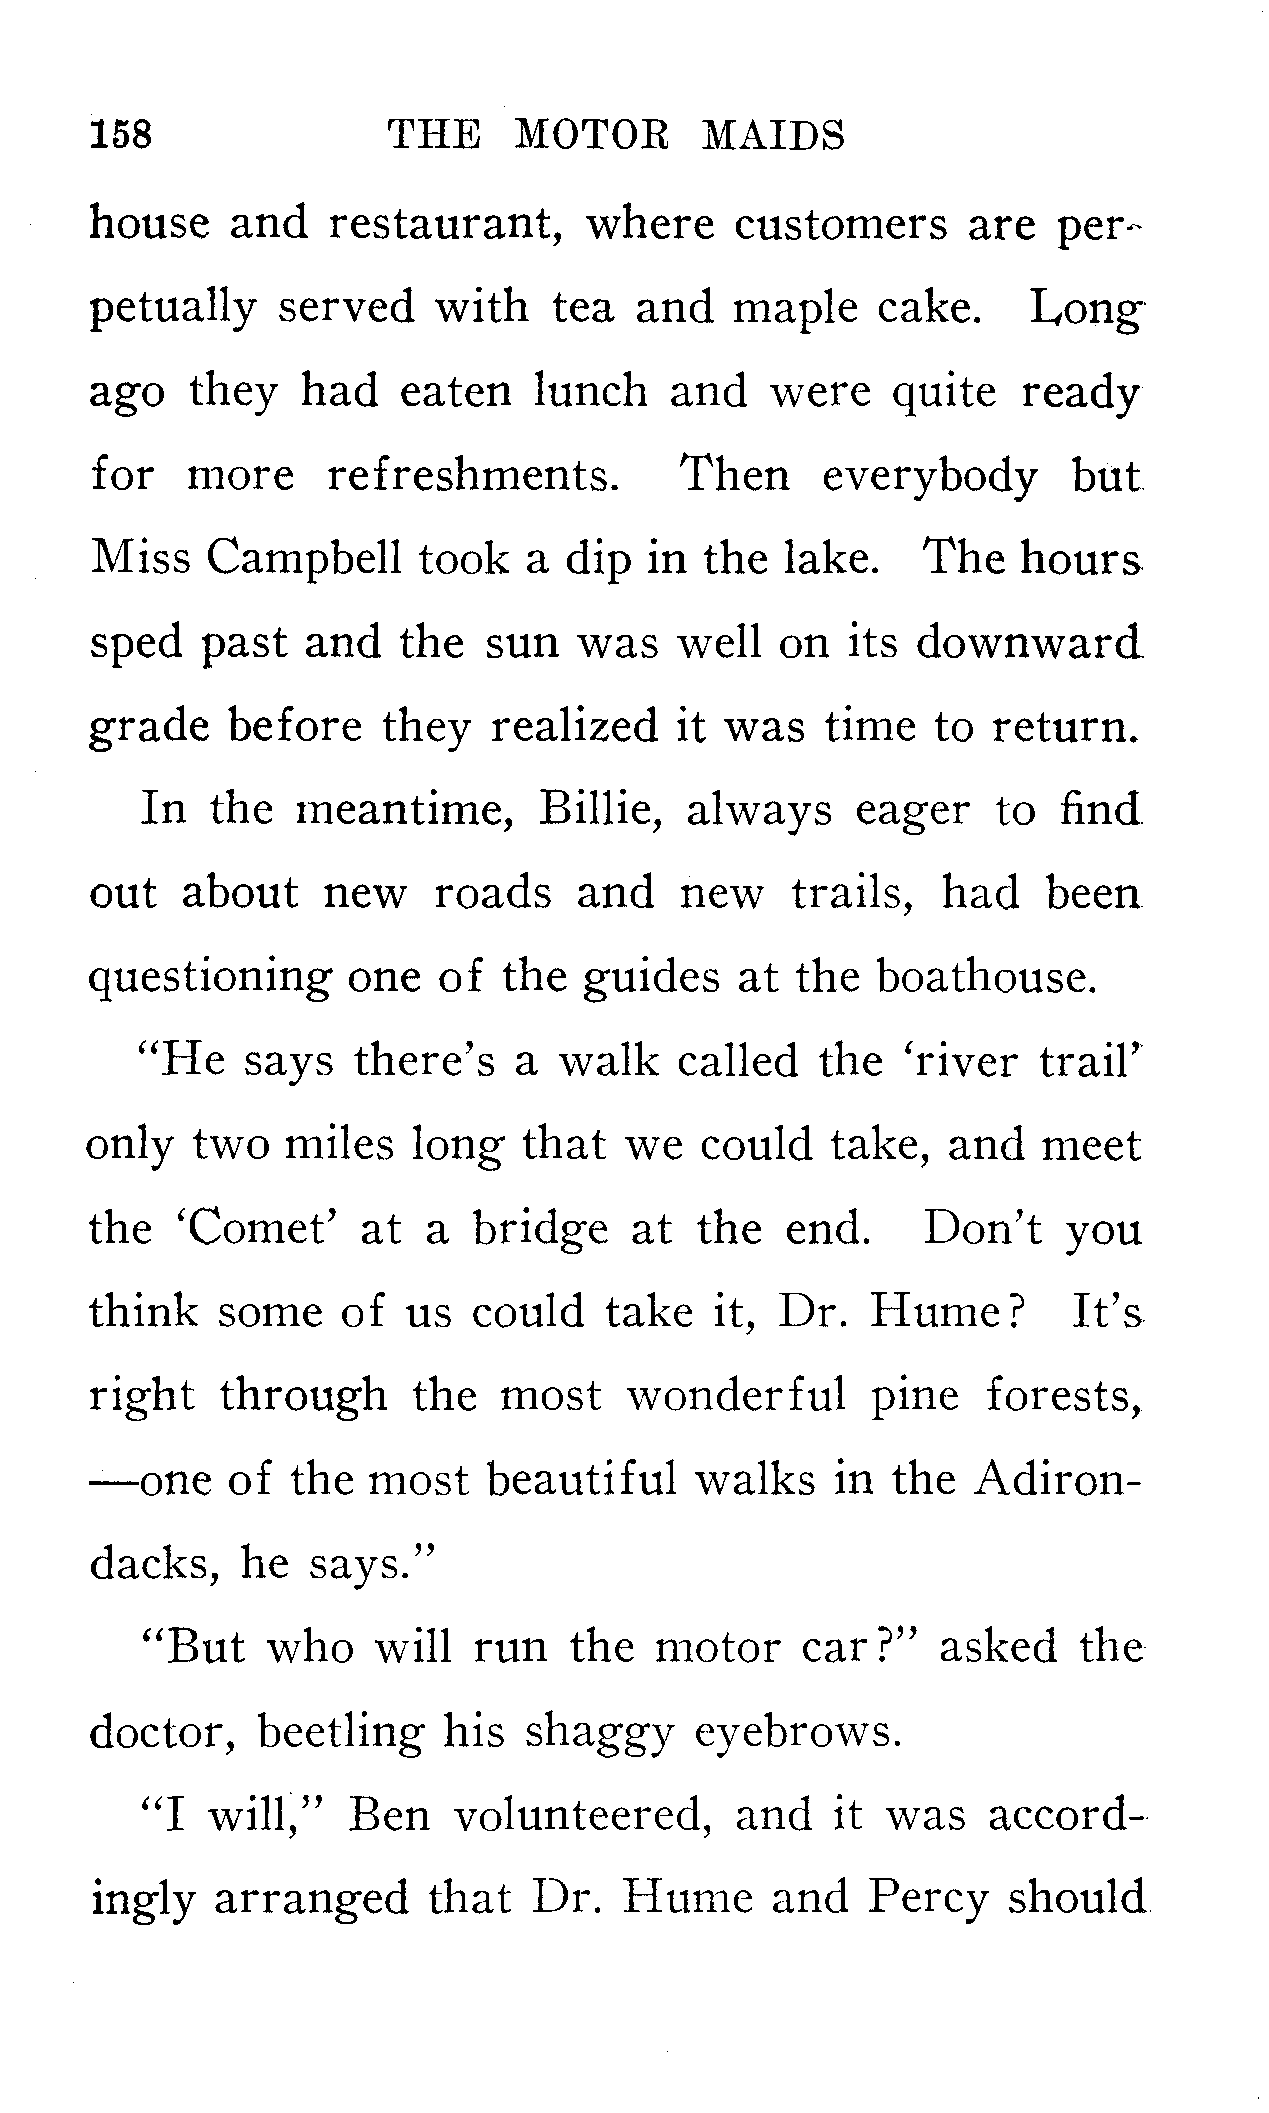 158 THE MOTOR MAIDS
house and restaurant, where customers are per-
petually served with tea and maple cake. Long
ago they had eaten lunch and were quite ready
for more refreshments. Then everybody but
Miss Campbell took a dip in the lake. The hours
sped past and the sun was well on its downward
grade before they realized it was time to return.
In the meantime, Billie, always eager to find
out about new roads and new trails, had been
questioning one of the guides at the boathouse.
“He says there’s a walk called the ‘river trail’
only two miles long that we could take, and meet
the ‘Comet’ at a bridge at the end. Don’t you
think some of us could take it, Dr. Hume? It’s
right through the most wonderful pine forests,
—one of the most beautiful walks in the Adiron-
dacks, he says.”
“But who will run the motor car?” asked the
doctor, beetling his shaggy eyebrows.
“I will,” Ben volunteered, and it was accord-
ingly arranged that Dr. Hume and Percy should